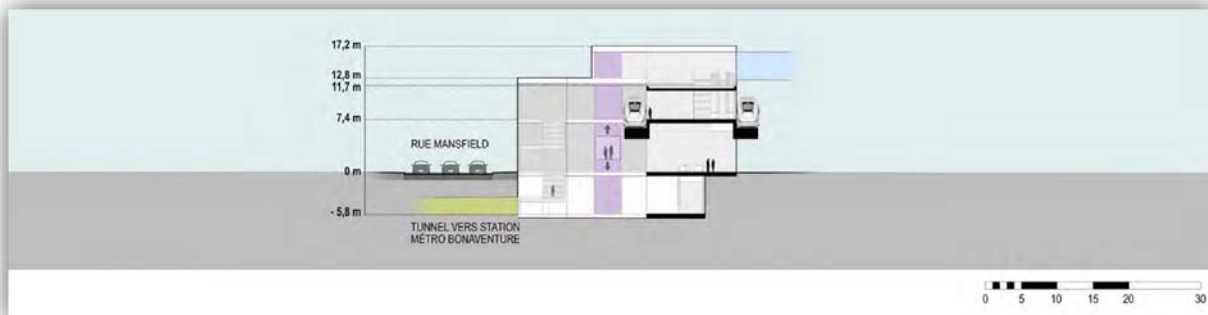 17,2 m
12,8 m
11,7 m
7,4 m
RUE MANSFIELD
0 m
- 5,8 m
TUNNEL VERS STATION
MÉTRO BONAVENTURE
0 5 10 15 20 30